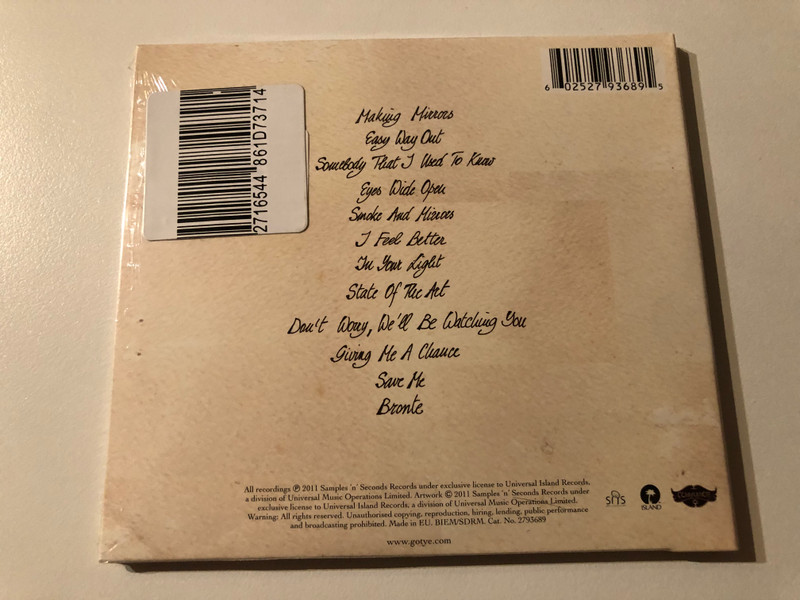 6 02527 93689 5
2716544 861D73714
Making Mirrors
Easy Way Out
Somebody That I Used To Know
Eyes Wide Open
Smoke And Mirrors
I Feel Better
In Your Light
State Of The Art
Don't Worry, We'll Be Watching You
Giving Me A Chance
Save Me
Bronte
All recordings ℗ 2011 Samples 'n' Seconds Records under exclusive license to Universal Island Records,
a division of Universal Music Operations Limited. Artwork © 2011 Samples 'n' Seconds Records under
exclusive license to Universal Island Records, a division of Universal Music Operations Limited.
Warning: All rights reserved. Unauthorised copying, reproduction, hiring, lending, public performance
and broadcasting prohibited. Made in EU. BIEM/SDRM. Cat. No. 2793689
sns
ISLAND
www.gotye.com